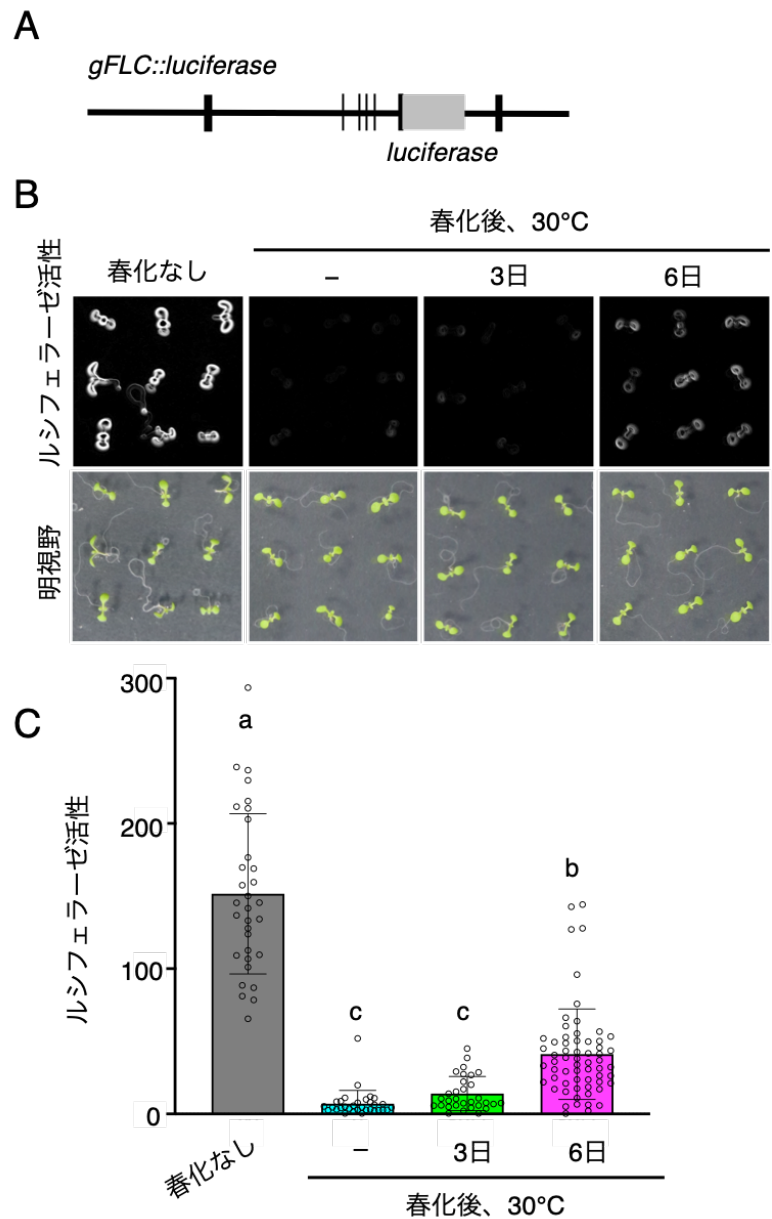 A
gFLC::luciferase
luciferase
B
春化後、30°C
春化なし
–
3日
6日
ルシフェラーゼ活性
明視野
C
ルシフェラーゼ活性
300
200
100
0
a
c
c
b
春化なし
–
3日
6日
春化後、30°C